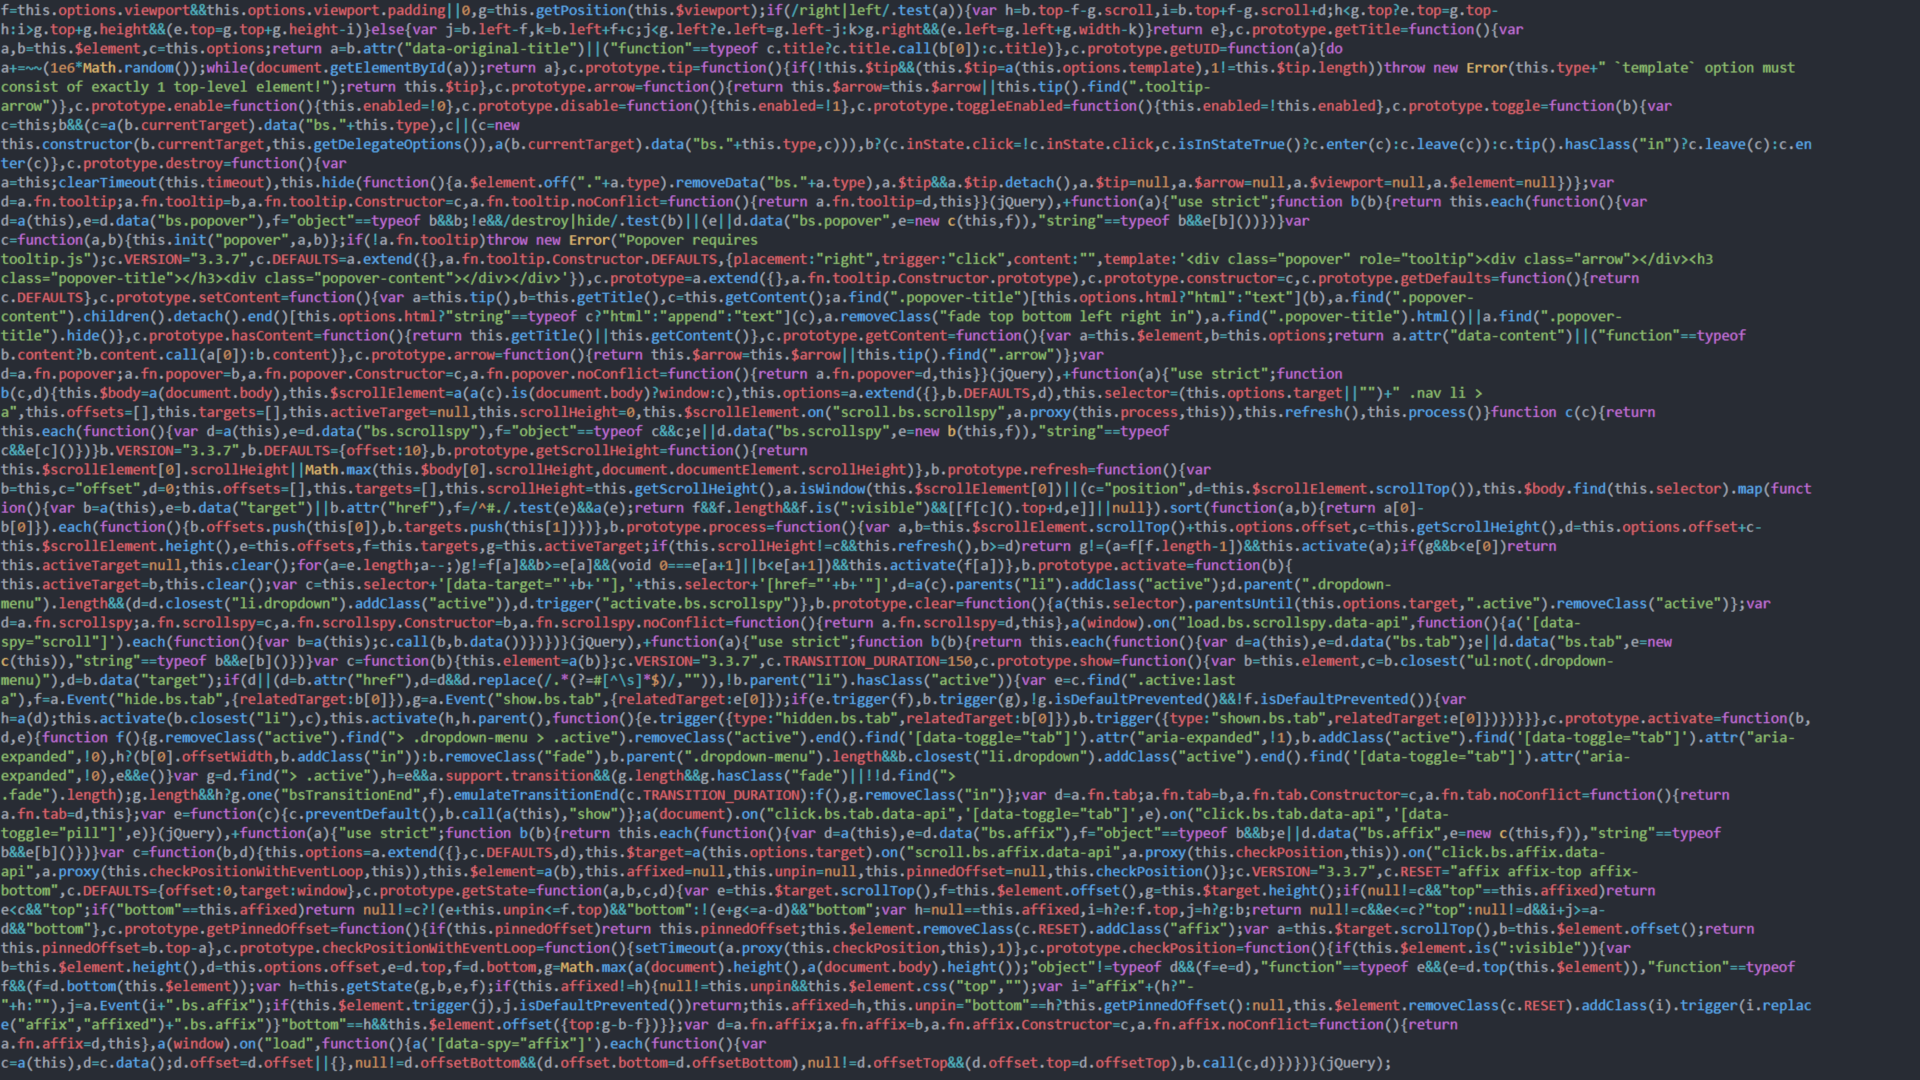 f=this.options.viewport&&this.options.viewport.padding||0,g=this.getPosition(this.$viewport);if(/right|left/.test(a)){var h=b.top-f-g.scroll,i=b.top+f-g.scroll+d;h<g.top?e.top=g.top-
h:i>g.top+g.height&&(e.top=g.top+g.height-i)}else{var j=b.left-f,k=b.left+f+c;j<g.left?e.left=g.left-j:k>g.right&&(e.left=g.left+g.width-k)}return e},c.prototype.getTitle=function(){var
a,b=this.$element,c=this.options;return a=b.attr("data-original-title")||("function"==typeof c.title?c.title.call(b[0]):c.title)},c.prototype.getUID=function(a){do
a+=~~(1e6*Math.random());while(document.getElementById(a));return a},c.prototype.tip=function(){if(!this.$tip&&(this.$tip=a(this.options.template),1!=this.$tip.length))throw new Error(this.type+" `template` option must
consist of exactly 1 top-level element!");return this.$tip},c.prototype.arrow=function(){return this.$arrow=this.$arrow||this.tip().find(".tooltip-
arrow")},c.prototype.enable=function(){this.enabled=!0},c.prototype.disable=function(){this.enabled=!1},c.prototype.toggleEnabled=function(){this.enabled=!this.enabled},c.prototype.toggle=function(b){var
c=this;b&&(c=a(b.currentTarget).data("bs."+this.type),c||(c=new
this.constructor(b.currentTarget,this.getDelegateOptions()),a(b.currentTarget).data("bs."+this.type,c))),b?(c.inState.click=!c.inState.click,c.isInStateTrue()?c.enter(c):c.leave(c)):c.tip().hasClass("in")?c.leave(c):c.en
ter(c)},c.prototype.destroy=function(){var
a=this;clearTimeout(this.timeout),this.hide(function(){a.$element.off("."+a.type).removeData("bs."+a.type),a.$tip&&a.$tip.detach(),a.$tip=null,a.$arrow=null,a.$viewport=null,a.$element=null})};var
d=a.fn.tooltip;a.fn.tooltip=b,a.fn.tooltip.Constructor=c,a.fn.tooltip.noConflict=function(){return a.fn.tooltip=d,this}}(jQuery),+function(a){"use strict";function b(b){return this.each(function(){var
d=a(this),e=d.data("bs.popover"),f="object"==typeof b&&b;!e&&/destroy|hide/.test(b)||(e||d.data("bs.popover",e=new c(this,f)),"string"==typeof b&&e[b]())})}var
c=function(a,b){this.init("popover",a,b)};if(!a.fn.tooltip)throw new Error("Popover requires
tooltip.js");c.VERSION="3.3.7",c.DEFAULTS=a.extend({},a.fn.tooltip.Constructor.DEFAULTS,{placement:"right",trigger:"click",content:"",template:'<div class="popover" role="tooltip"><div class="arrow"></div><h3
class="popover-title"></h3><div class="popover-content"></div></div>'}),c.prototype=a.extend({},a.fn.tooltip.Constructor.prototype),c.prototype.constructor=c,c.prototype.getDefaults=function(){return
c.DEFAULTS},c.prototype.setContent=function(){var a=this.tip(),b=this.getTitle(),c=this.getContent();a.find(".popover-title")[this.options.html?"html":"text"](b),a.find(".popover-
content").children().detach().end()[this.options.html?"string"==typeof c?"html":"append":"text"](c),a.removeClass("fade top bottom left right in"),a.find(".popover-title").html()||a.find(".popover-
title").hide()},c.prototype.hasContent=function(){return this.getTitle()||this.getContent()},c.prototype.getContent=function(){var a=this.$element,b=this.options;return a.attr("data-content")||("function"==typeof
b.content?b.content.call(a[0]):b.content)},c.prototype.arrow=function(){return this.$arrow=this.$arrow||this.tip().find(".arrow")};var
d=a.fn.popover;a.fn.popover=b,a.fn.popover.Constructor=c,a.fn.popover.noConflict=function(){return a.fn.popover=d,this}}(jQuery),+function(a){"use strict";function
b(c,d){this.$body=a(document.body),this.$scrollElement=a(a(c).is(document.body)?window:c),this.options=a.extend({},b.DEFAULTS,d),this.selector=(this.options.target||"")+" .nav li >
a",this.offsets=[],this.targets=[],this.activeTarget=null,this.scrollHeight=0,this.$scrollElement.on("scroll.bs.scrollspy",a.proxy(this.process,this)),this.refresh(),this.process()}function c(c){return
this.each(function(){var d=a(this),e=d.data("bs.scrollspy"),f="object"==typeof c&&c;e||d.data("bs.scrollspy",e=new b(this,f)),"string"==typeof
c&&e[c]()})}b.VERSION="3.3.7",b.DEFAULTS={offset:10},b.prototype.getScrollHeight=function(){return
this.$scrollElement[0].scrollHeight||Math.max(this.$body[0].scrollHeight,document.documentElement.scrollHeight)},b.prototype.refresh=function(){var
b=this,c="offset",d=0;this.offsets=[],this.targets=[],this.scrollHeight=this.getScrollHeight(),a.isWindow(this.$scrollElement[0])||(c="position",d=this.$scrollElement.scrollTop()),this.$body.find(this.selector).map(funct
ion(){var b=a(this),e=b.data("target")||b.attr("href"),f=/^#./.test(e)&&a(e);return f&&f.length&&f.is(":visible")&&[[f[c]().top+d,e]]||null}).sort(function(a,b){return a[0]-
b[0]}).each(function(){b.offsets.push(this[0]),b.targets.push(this[1])})},b.prototype.process=function(){var a,b=this.$scrollElement.scrollTop()+this.options.offset,c=this.getScrollHeight(),d=this.options.offset+c-
this.$scrollElement.height(),e=this.offsets,f=this.targets,g=this.activeTarget;if(this.scrollHeight!=c&&this.refresh(),b>=d)return g!=(a=f[f.length-1])&&this.activate(a);if(g&&b<e[0])return
this.activeTarget=null,this.clear();for(a=e.length;a--;)g!=f[a]&&b>=e[a]&&(void 0===e[a+1]||b<e[a+1])&&this.activate(f[a])},b.prototype.activate=function(b){
this.activeTarget=b,this.clear();var c=this.selector+'[data-target="'+b+'"],'+this.selector+'[href="'+b+'"]',d=a(c).parents("li").addClass("active");d.parent(".dropdown-
menu").length&&(d=d.closest("li.dropdown").addClass("active")),d.trigger("activate.bs.scrollspy")},b.prototype.clear=function(){a(this.selector).parentsUntil(this.options.target,".active").removeClass("active")};var
d=a.fn.scrollspy;a.fn.scrollspy=c,a.fn.scrollspy.Constructor=b,a.fn.scrollspy.noConflict=function(){return a.fn.scrollspy=d,this},a(window).on("load.bs.scrollspy.data-api",function(){a('[data-
spy="scroll"]').each(function(){var b=a(this);c.call(b,b.data())})})}(jQuery),+function(a){"use strict";function b(b){return this.each(function(){var d=a(this),e=d.data("bs.tab");e||d.data("bs.tab",e=new
c(this)),"string"==typeof b&&e[b]()})}var c=function(b){this.element=a(b)};c.VERSION="3.3.7",c.TRANSITION_DURATION=150,c.prototype.show=function(){var b=this.element,c=b.closest("ul:not(.dropdown-
menu)"),d=b.data("target");if(d||(d=b.attr("href"),d=d&&d.replace(/.*(?=#[^\s]*$)/,"")),!b.parent("li").hasClass("active")){var e=c.find(".active:last
a"),f=a.Event("hide.bs.tab",{relatedTarget:b[0]}),g=a.Event("show.bs.tab",{relatedTarget:e[0]});if(e.trigger(f),b.trigger(g),!g.isDefaultPrevented()&&!f.isDefaultPrevented()){var
h=a(d);this.activate(b.closest("li"),c),this.activate(h,h.parent(),function(){e.trigger({type:"hidden.bs.tab",relatedTarget:b[0]}),b.trigger({type:"shown.bs.tab",relatedTarget:e[0]})})}}},c.prototype.activate=function(b,
d,e){function f(){g.removeClass("active").find("> .dropdown-menu > .active").removeClass("active").end().find('[data-toggle="tab"]').attr("aria-expanded",!1),b.addClass("active").find('[data-toggle="tab"]').attr("aria-
expanded",!0),h?(b[0].offsetWidth,b.addClass("in")):b.removeClass("fade"),b.parent(".dropdown-menu").length&&b.closest("li.dropdown").addClass("active").end().find('[data-toggle="tab"]').attr("aria-
expanded",!0),e&&e()}var g=d.find("> .active"),h=e&&a.support.transition&&(g.length&&g.hasClass("fade")||!!d.find(">
.fade").length);g.length&&h?g.one("bsTransitionEnd",f).emulateTransitionEnd(c.TRANSITION_DURATION):f(),g.removeClass("in")};var d=a.fn.tab;a.fn.tab=b,a.fn.tab.Constructor=c,a.fn.tab.noConflict=function(){return
a.fn.tab=d,this};var e=function(c){c.preventDefault(),b.call(a(this),"show")};a(document).on("click.bs.tab.data-api",'[data-toggle="tab"]',e).on("click.bs.tab.data-api",'[data-
toggle="pill"]',e)}(jQuery),+function(a){"use strict";function b(b){return this.each(function(){var d=a(this),e=d.data("bs.affix"),f="object"==typeof b&&b;e||d.data("bs.affix",e=new c(this,f)),"string"==typeof
b&&e[b]()})}var c=function(b,d){this.options=a.extend({},c.DEFAULTS,d),this.$target=a(this.options.target).on("scroll.bs.affix.data-api",a.proxy(this.checkPosition,this)).on("click.bs.affix.data-
api",a.proxy(this.checkPositionWithEventLoop,this)),this.$element=a(b),this.affixed=null,this.unpin=null,this.pinnedOffset=null,this.checkPosition()};c.VERSION="3.3.7",c.RESET="affix affix-top affix-
bottom",c.DEFAULTS={offset:0,target:window},c.prototype.getState=function(a,b,c,d){var e=this.$target.scrollTop(),f=this.$element.offset(),g=this.$target.height();if(null!=c&&"top"==this.affixed)return
e<c&&"top";if("bottom"==this.affixed)return null!=c?!(e+this.unpin<=f.top)&&"bottom":!(e+g<=a-d)&&"bottom";var h=null==this.affixed,i=h?e:f.top,j=h?g:b;return null!=c&&e<=c?"top":null!=d&&i+j>=a-
d&&"bottom"},c.prototype.getPinnedOffset=function(){if(this.pinnedOffset)return this.pinnedOffset;this.$element.removeClass(c.RESET).addClass("affix");var a=this.$target.scrollTop(),b=this.$element.offset();return
this.pinnedOffset=b.top-a},c.prototype.checkPositionWithEventLoop=function(){setTimeout(a.proxy(this.checkPosition,this),1)},c.prototype.checkPosition=function(){if(this.$element.is(":visible")){var
b=this.$element.height(),d=this.options.offset,e=d.top,f=d.bottom,g=Math.max(a(document).height(),a(document.body).height());"object"!=typeof d&&(f=e=d),"function"==typeof e&&(e=d.top(this.$element)),"function"==typeof
f&&(f=d.bottom(this.$element));var h=this.getState(g,b,e,f);if(this.affixed!=h){null!=this.unpin&&this.$element.css("top","");var i="affix"+(h?"-
"+h:""),j=a.Event(i+".bs.affix");if(this.$element.trigger(j),j.isDefaultPrevented())return;this.affixed=h,this.unpin="bottom"==h?this.getPinnedOffset():null,this.$element.removeClass(c.RESET).addClass(i).trigger(i.replac
e("affix","affixed")+".bs.affix")}"bottom"==h&&this.$element.offset({top:g-b-f})}};var d=a.fn.affix;a.fn.affix=b,a.fn.affix.Constructor=c,a.fn.affix.noConflict=function(){return
a.fn.affix=d,this},a(window).on("load",function(){a('[data-spy="affix"]').each(function(){var
c=a(this),d=c.data();d.offset=d.offset||{},null!=d.offsetBottom&&(d.offset.bottom=d.offsetBottom),null!=d.offsetTop&&(d.offset.top=d.offsetTop),b.call(c,d)})})}(jQuery);